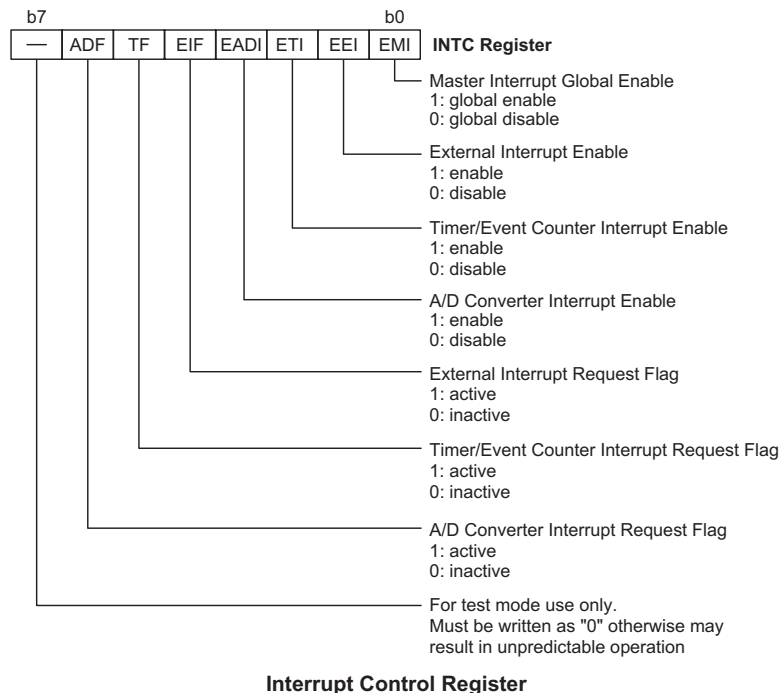 b7 b0
— ADF TF EIF EADI ETI EEI EMI INTC Register
Master Interrupt Global Enable
1: global enable
0: global disable
External Interrupt Enable
1: enable
0: disable
Timer/Event Counter Interrupt Enable
1: enable
0: disable
A/D Converter Interrupt Enable
1: enable
0: disable
External Interrupt Request Flag
1: active
0: inactive
Timer/Event Counter Interrupt Request Flag
1: active
0: inactive
A/D Converter Interrupt Request Flag
1: active
0: inactive
For test mode use only.
Must be written as "0" otherwise may
result in unpredictable operation
Interrupt Control Register